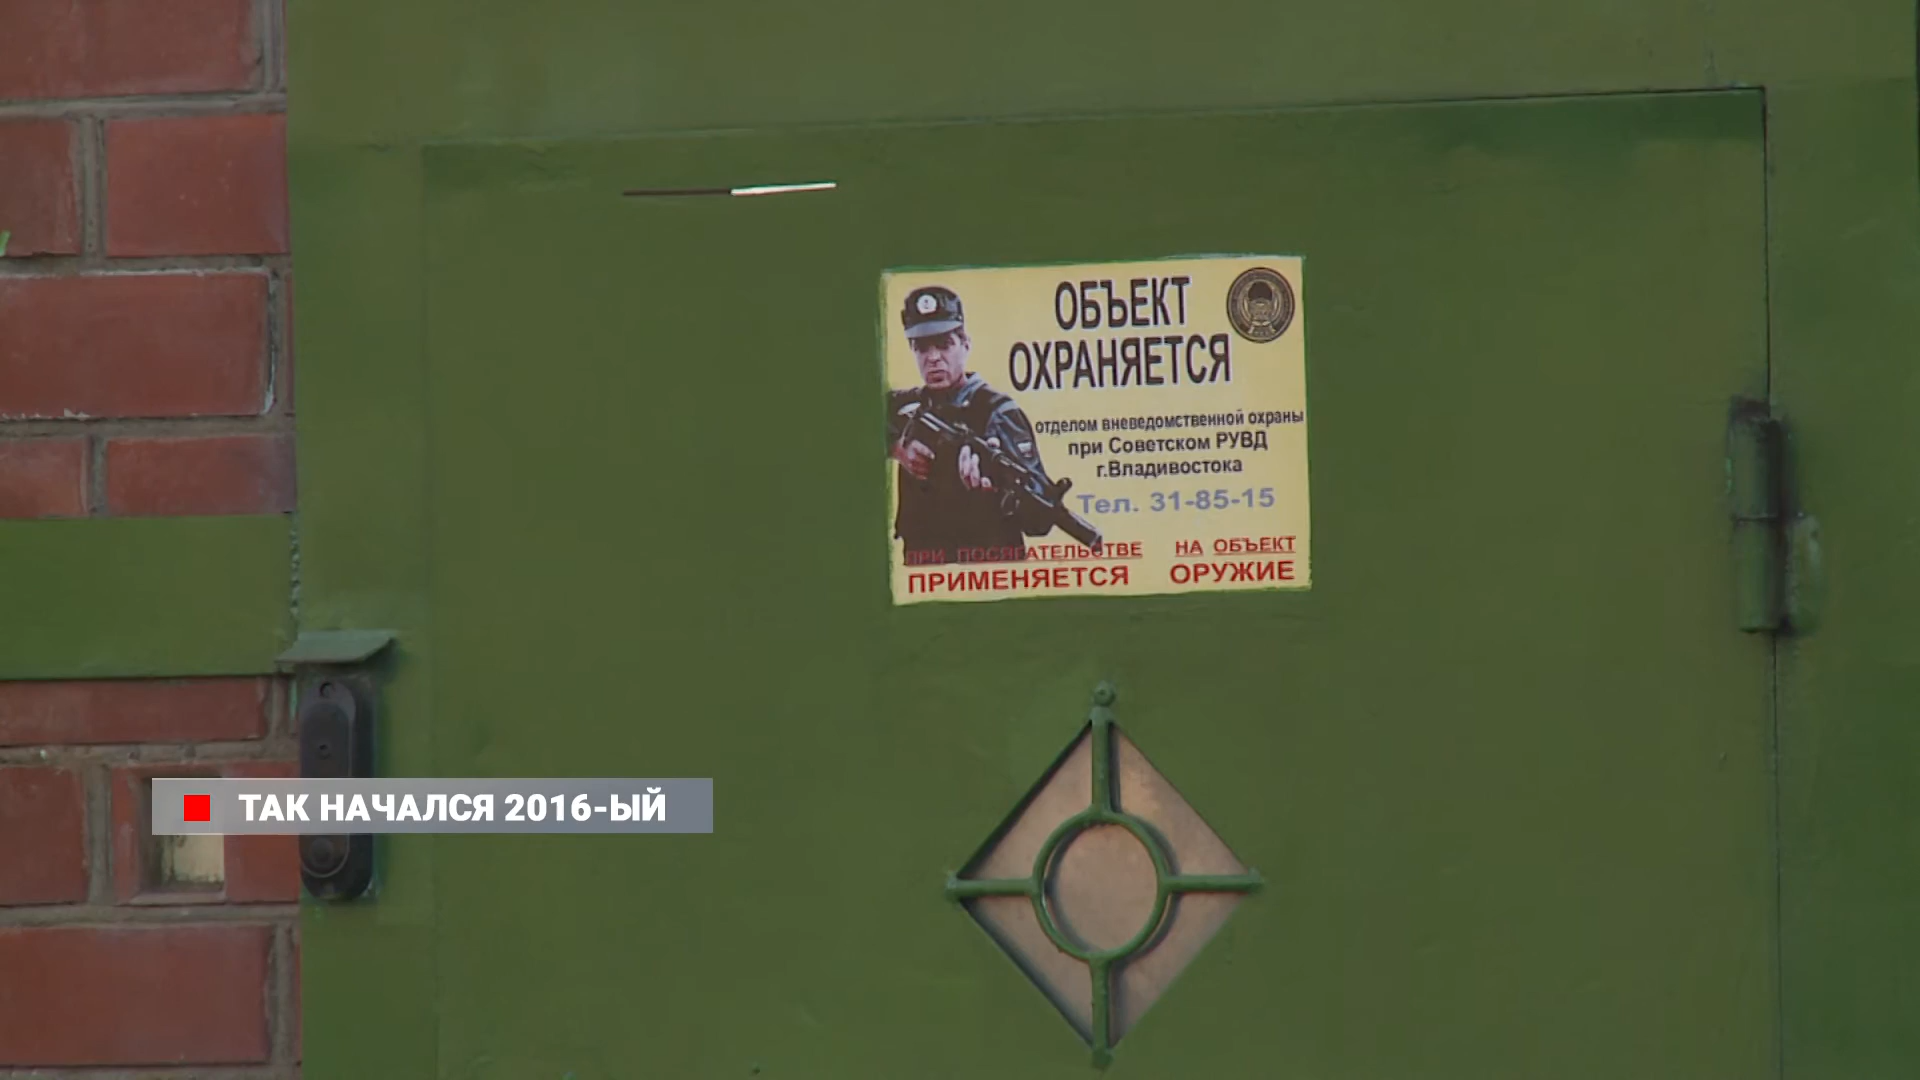 ОБЪЕКТ
ОХРАНЯЕТСЯ
отделом вневедомственной охраны
при Советском РУВД
г.Владивостока
Тел. 31-85-15
ПРИ ПОСЯГАТЕЛЬСТВЕ НА ОБЪЕКТ
ПРИМЕНЯЕТСЯ ОРУЖИЕ
ТАК НАЧАЛСЯ 2016-ЫЙ